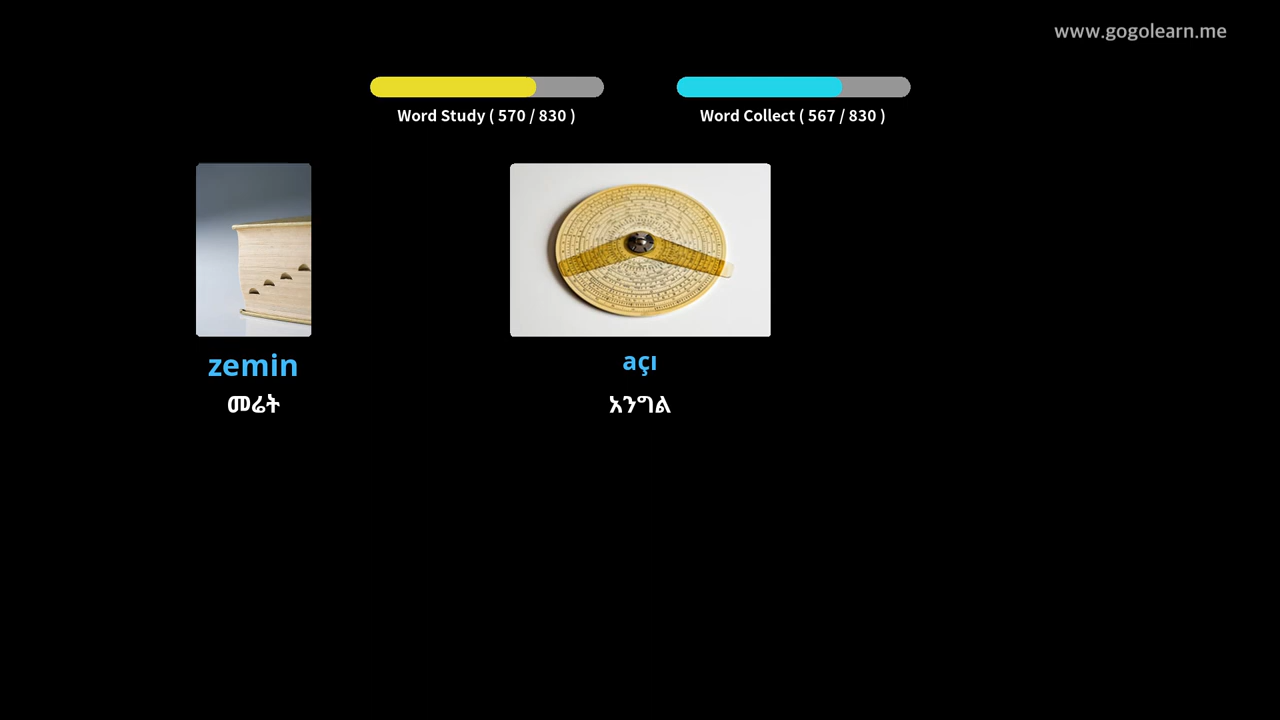 www.gogolearn.me
Word Study ( 570 / 830 )
Word Collect ( 567 / 830 )
zemin
መሬት
açı
አንግል